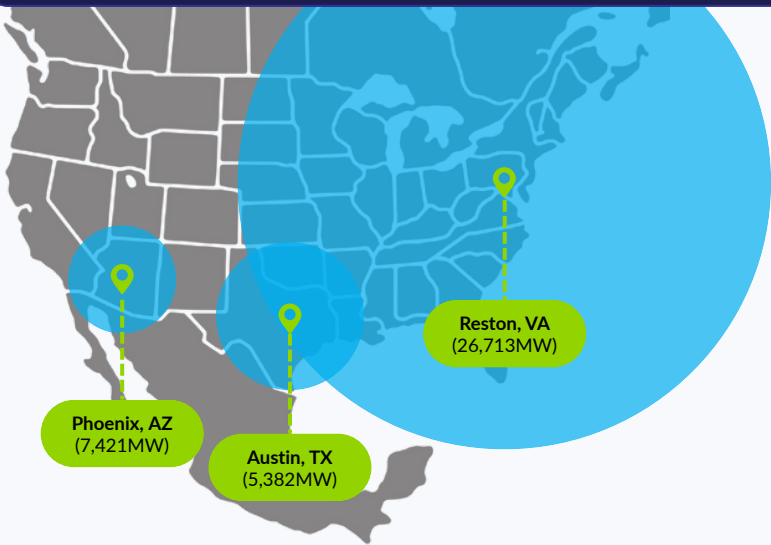 Reston, VA
(26,713MW)
Phoenix, AZ
(7,421MW)
Austin, TX
(5,382MW)